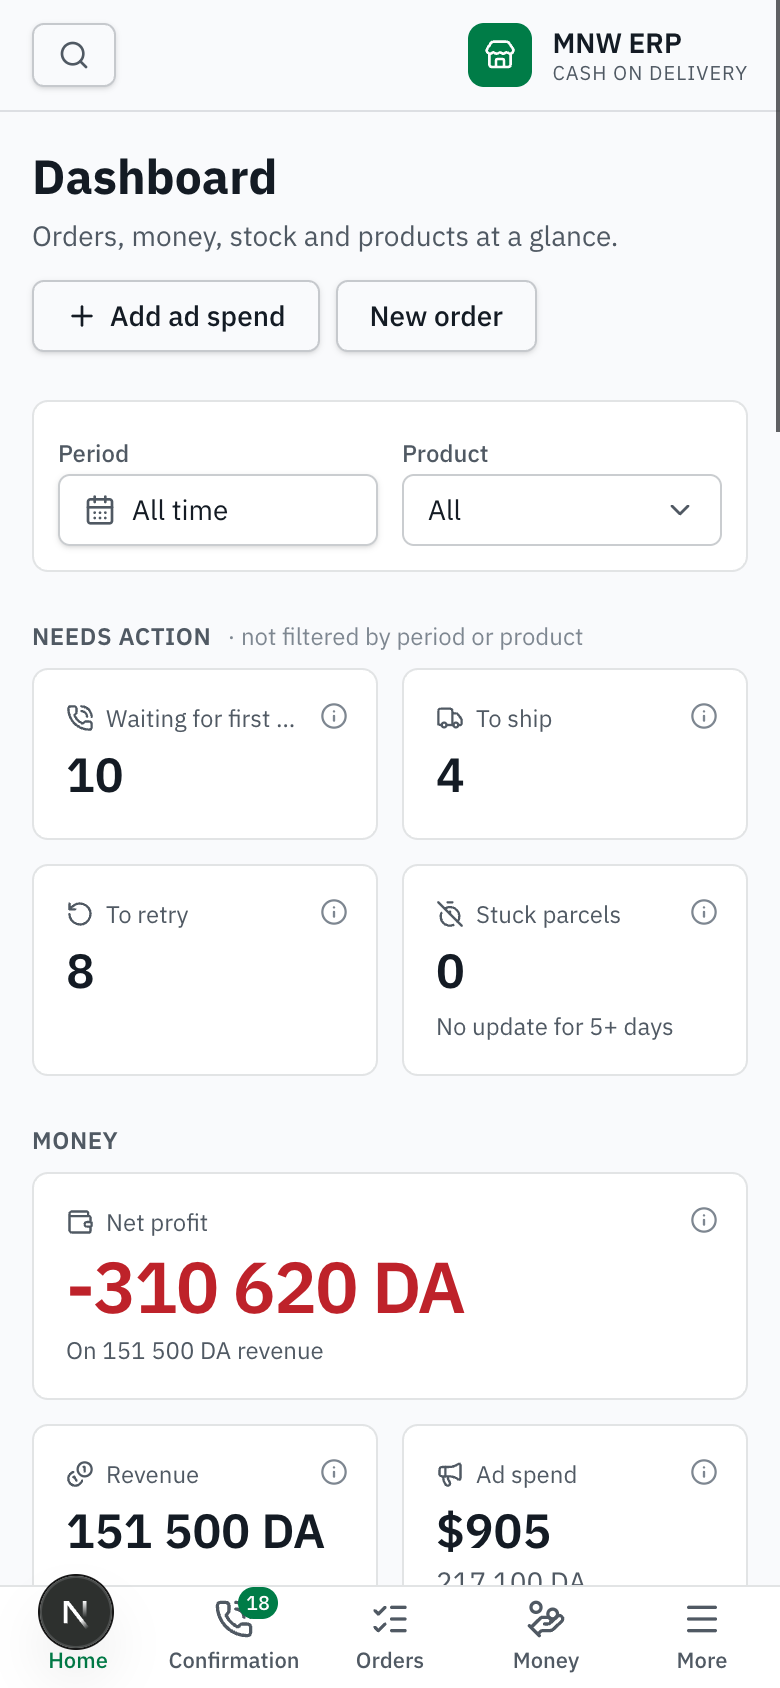 MNW ERP
CASH ON DELIVERY
Dashboard
Orders, money, stock and products at a glance.
+ Add ad spend
New order
Period
Product
All time
All
NEEDS ACTION · not filtered by period or product
Waiting for first ...
10
To ship
4
To retry
8
Stuck parcels
0
No update for 5+ days
MONEY
Net profit
-310 620 DA
On 151 500 DA revenue
Revenue
151 500 DA
Ad spend
$905
217 100 DA
N
18
Home
Confirmation
Orders
Money
More